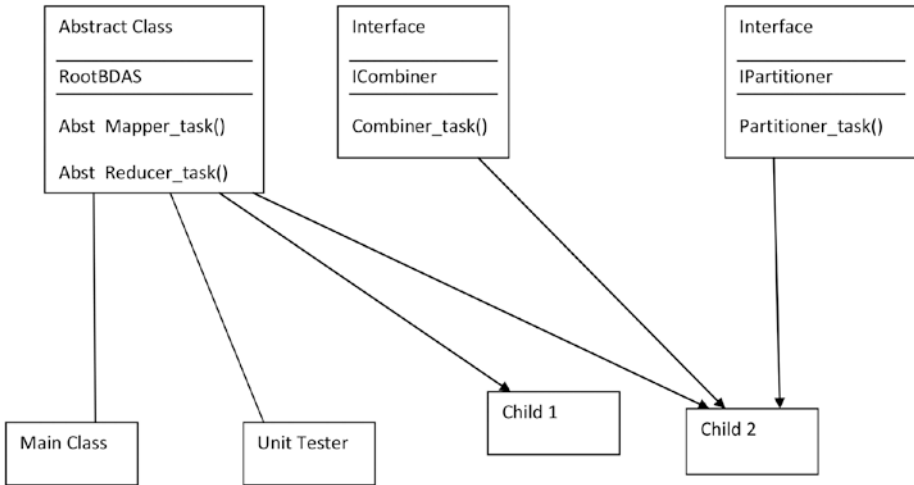 Abstract Class
RootBDAS
Abst Mapper_task()
Abst Reducer_task()
Interface
ICombiner
Combiner_task()
Interface
IPartitioner
Partitioner_task()
Main Class
Unit Tester
Child 1
Child 2